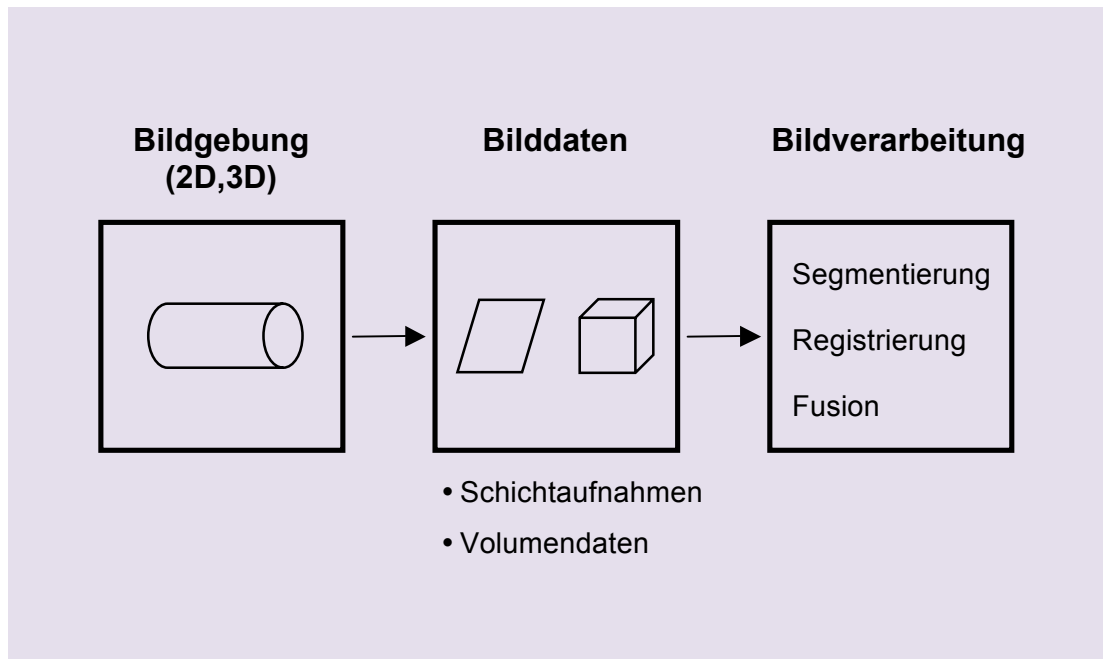 Bildgebung
(2D,3D)
Bilddaten
Bildverarbeitung
Segmentierung
Registrierung
Fusion
• Schichtaufnahmen
• Volumendaten